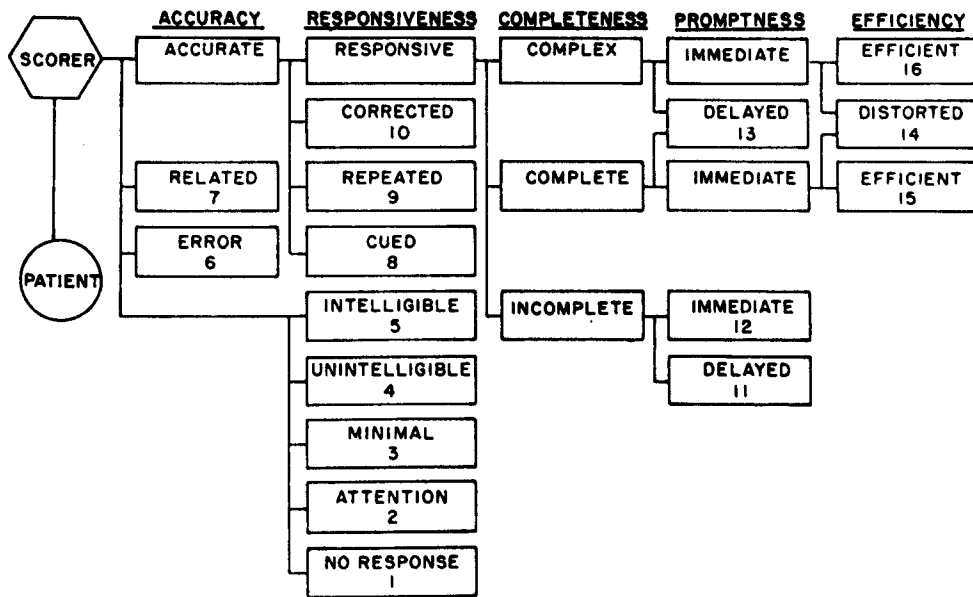 ACCURACY RESPONSIVENESS COMPLETENESS PROMPTNESS EFFICIENCY
SCORER ACCURATE RESPONSIVE COMPLEX IMMEDIATE EFFICIENT
16
CORRECTED DELAYED DISTORTED
10 13 14
RELATED REPEATED COMPLETE IMMEDIATE EFFICIENT
7 9 15
ERROR CUED
6 8
PATIENT
INTELLIGIBLE INCOMPLETE IMMEDIATE
5 12
UNINTELLIGIBLE DELAYED
4 11
MINIMAL
3
ATTENTION
2
NO RESPONSE
1